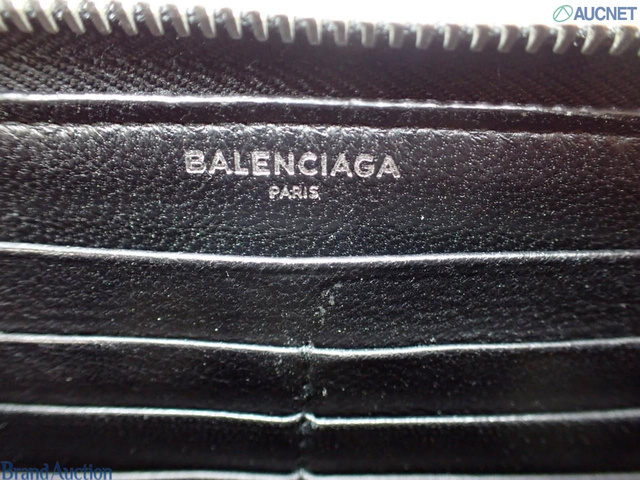 AUCNET
BALENCIAGA
PARIS
Brand Auction